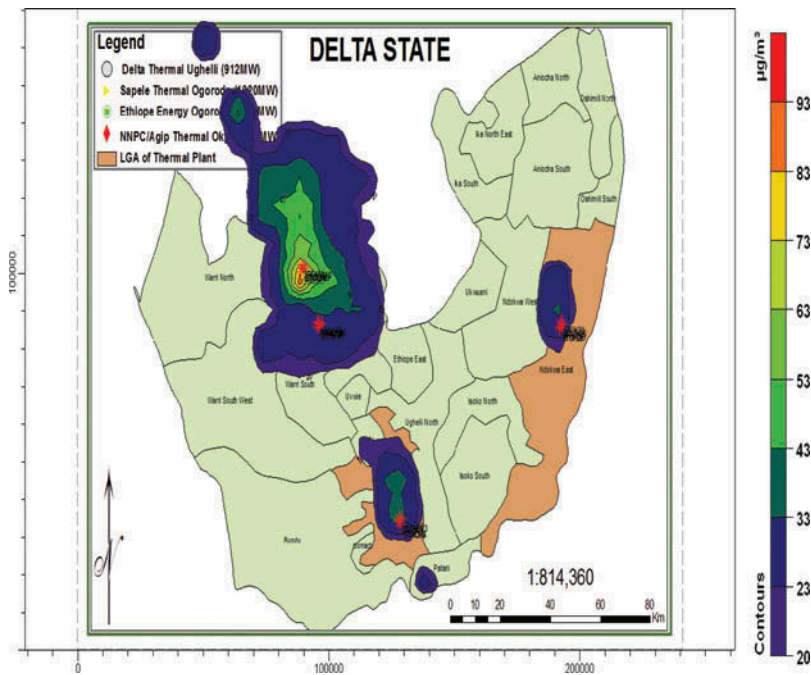 DELTA STATE
Legend
Delta Thermal Ughelli (912MW)
Sapele Thermal Ogorode
Ethiope Energy
NNPC/Agip Thermal
LGA of Thermal Plant
µg/m³
93
83
73
63
53
43
33
23
20
Contours
Aniocha North
Oshimili North
Ika North East
Ika South
Aniocha South
Oshimili South
Warri North
Ukwuani
Ndokwa West
Ndokwa East
Ethiope East
Warri South
Warri South West
Uvwie
Ughelli North
Isoko North
Isoko South
Patani
N
1:814,360
0 10 20 40 60 80
Km
100000
0 100000 200000